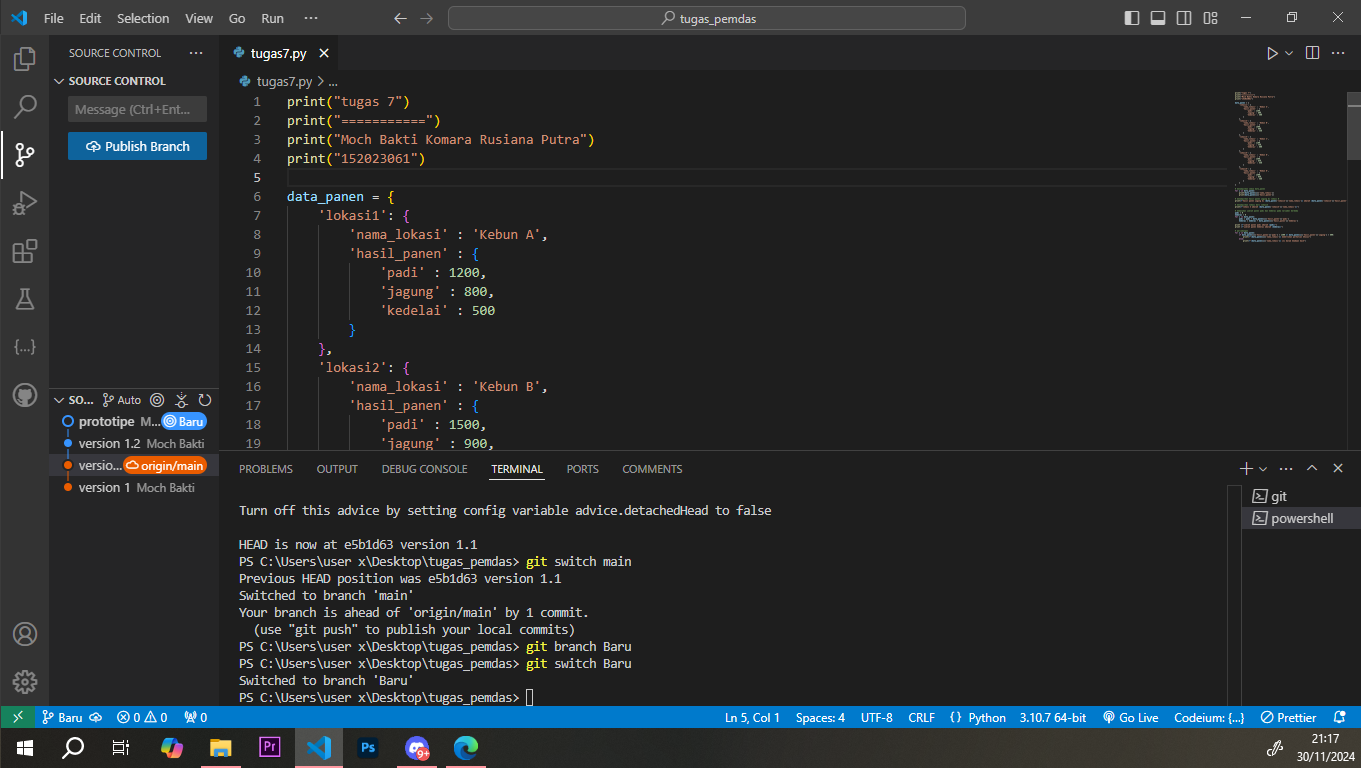 File Edit Selection View Go Run ··· tugas_pemdas
SOURCE CONTROL ···
SOURCE CONTROL
Message (Ctrl+Ent...
Publish Branch
SO... Auto
prototipe M... Baru
version 1.2 Moch Bakti
versio... origin/main
version 1 Moch Bakti
tugas7.py
tugas7.py > ...
1 print("tugas 7")
2 print("===========")
3 print("Moch Bakti Komara Rusiana Putra")
4 print("152023061")
5
6 data_panen = {
7 'lokasi1': {
8 'nama_lokasi' : 'Kebun A',
9 'hasil_panen' : {
10 'padi' : 1200,
11 'jagung' : 800,
12 'kedelai' : 500
13 }
14 },
15 'lokasi2': {
16 'nama_lokasi' : 'Kebun B',
17 'hasil_panen' : {
18 'padi' : 1500,
19 'jagung' : 900,
PROBLEMS OUTPUT DEBUG CONSOLE TERMINAL PORTS COMMENTS
Turn off this advice by setting config variable advice.detachedHead to false
HEAD is now at e5b1d63 version 1.1
PS C:\Users\user x\Desktop\tugas_pemdas> git switch main
Previous HEAD position was e5b1d63 version 1.1
Switched to branch 'main'
Your branch is ahead of 'origin/main' by 1 commit.
(use "git push" to publish your local commits)
PS C:\Users\user x\Desktop\tugas_pemdas> git branch Baru
PS C:\Users\user x\Desktop\tugas_pemdas> git switch Baru
Switched to branch 'Baru'
PS C:\Users\user x\Desktop\tugas_pemdas>
git
powershell
Baru 0 0 0 Ln 5, Col 1 Spaces: 4 UTF-8 CRLF {} Python 3.10.7 64-bit Go Live Codeium: {...} Prettier
Pr Ps 9+
21:17
30/11/2024